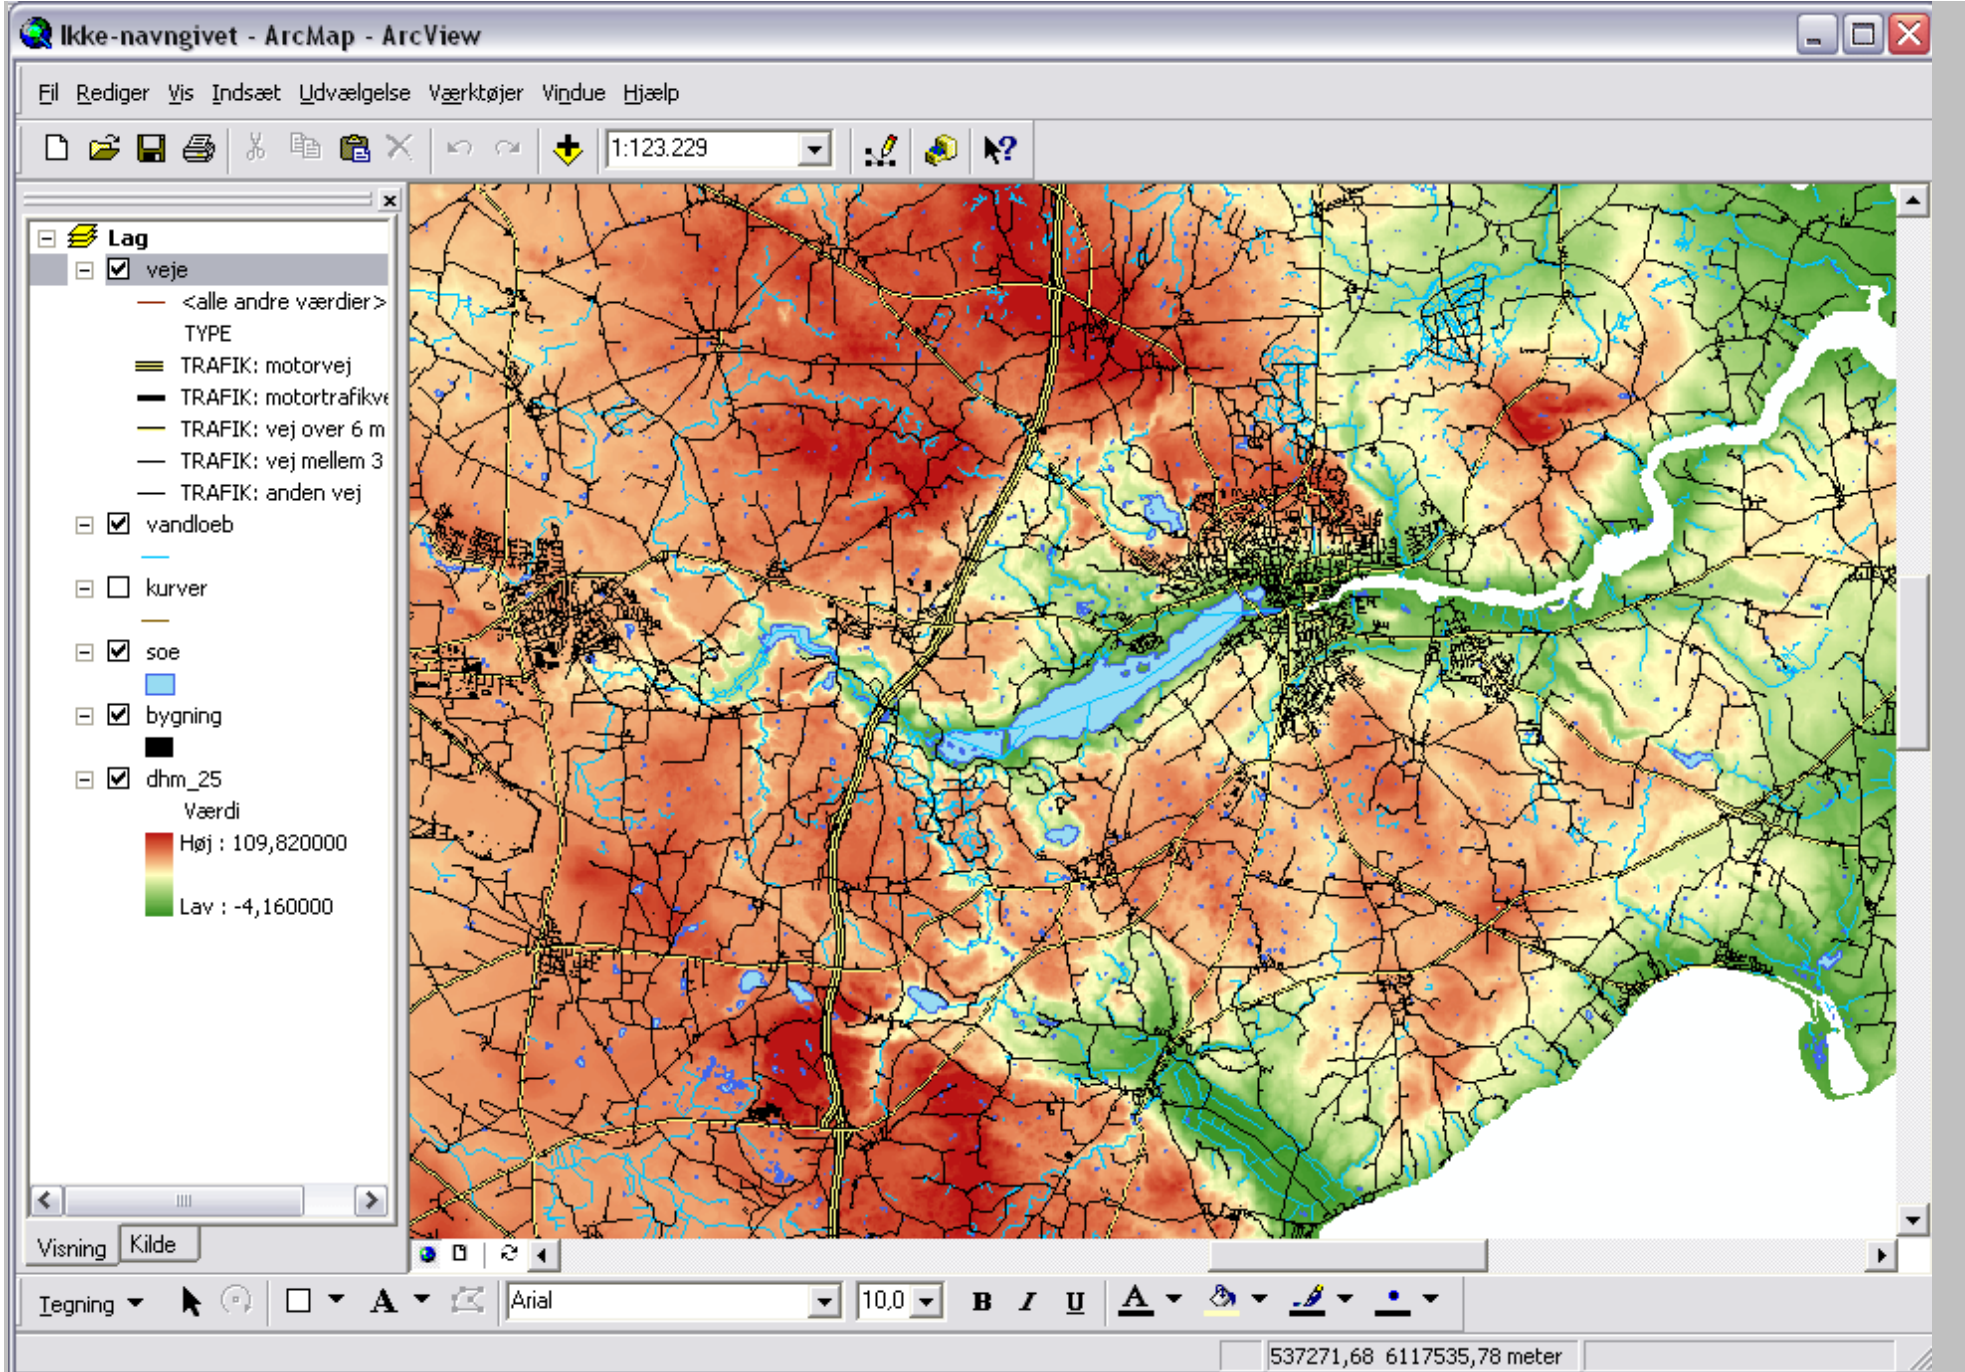 Ikke-navngivet - ArcMap - ArcView
Fil Rediger Vis Indsæt Udvælgelse Værktøjer Vindue Hjælp
1:123.229
Lag
veje
<alle andre værdier>
TYPE
TRAFIK: motorvej
TRAFIK: motortrafikve
TRAFIK: vej over 6 m
TRAFIK: vej mellem 3
TRAFIK: anden vej
vandloeb
kurver
soe
bygning
dhm_25
Værdi
Høj : 109,820000
Lav : -4,160000
Visning Kilde
Tegning A Arial 10,0 B I U A
537271,68 6117535,78 meter